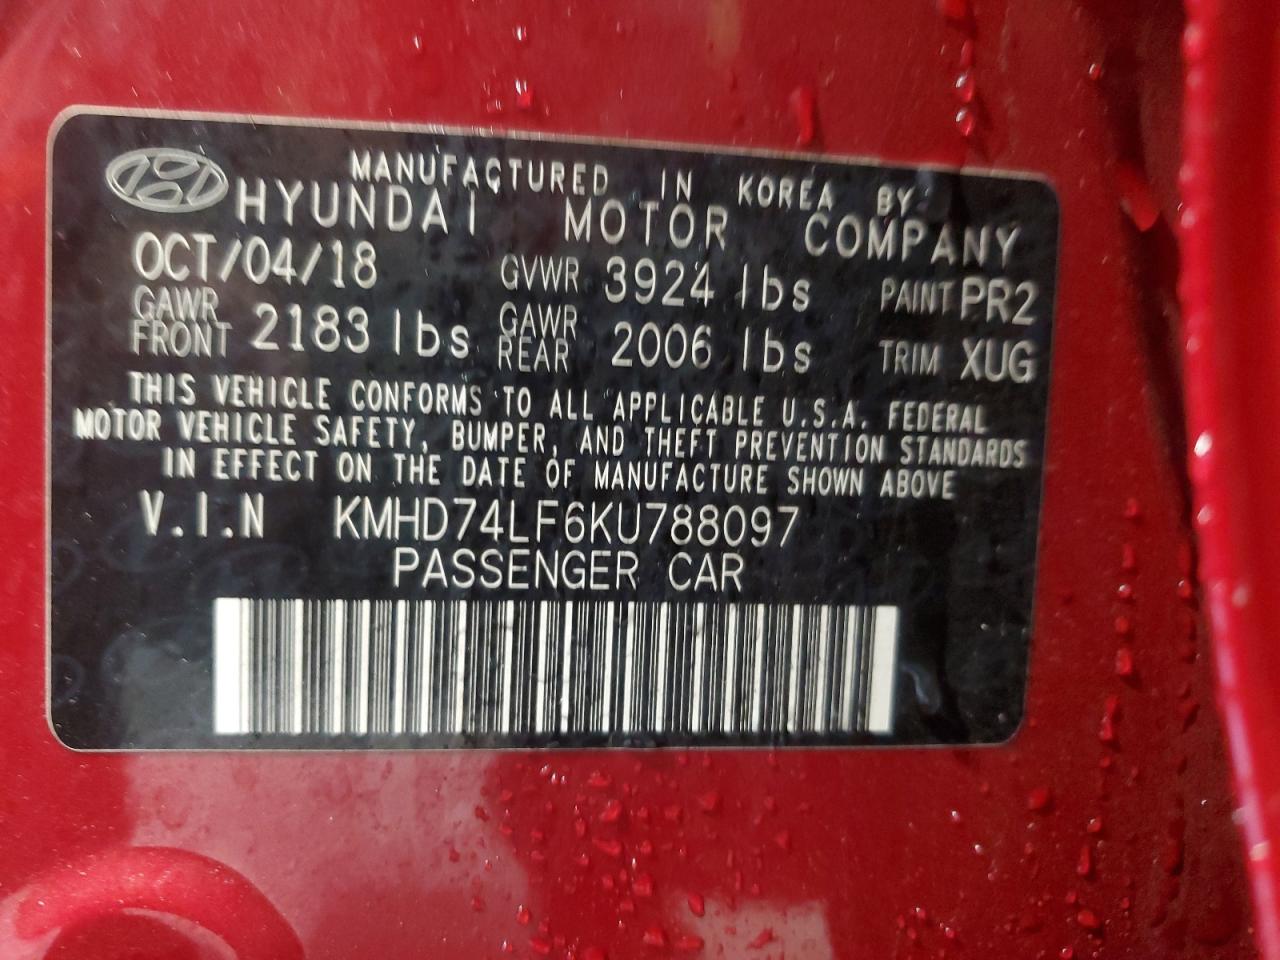 MANUFACTURED IN KOREA BY
HYUNDAI MOTOR COMPANY
OCT/04/18 GVWR 3924 lbs PAINT PR2
GAWR FRONT 2183 lbs GAWR REAR 2006 lbs TRIM XUG
THIS VEHICLE CONFORMS TO ALL APPLICABLE U.S.A. FEDERAL
MOTOR VEHICLE SAFETY, BUMPER, AND THEFT PREVENTION STANDARDS
IN EFFECT ON THE DATE OF MANUFACTURE SHOWN ABOVE
V.I.N KMHD74LF6KU788097
PASSENGER CAR